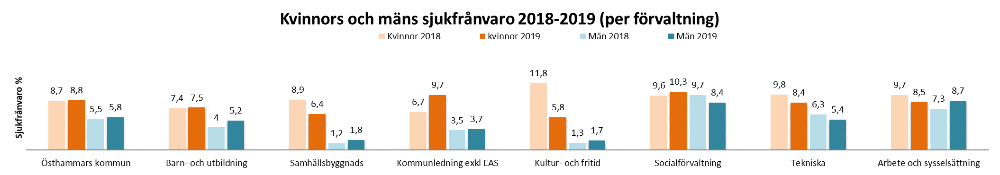 Kvinnors och mäns sjukfrånvaro 2018-2019 (per förvaltning)
Kvinnor 2018 kvinnor 2019 Män 2018 Män 2019
Sjukfrånvaro %
8,7 8,8 5,5 5,8
7,4 7,5 4 5,2
8,9 6,4 1,2 1,8
6,7 9,7 3,5 3,7
11,8 5,8 1,3 1,7
9,6 10,3 9,7 8,4
9,8 8,4 6,3 5,4
9,7 8,5 7,3 8,7
Östhammars kommun Barn- och utbildning Samhällsbyggnads Kommunledning exkl EAS Kultur- och fritid Socialförvaltning Tekniska Arbete och sysselsättning